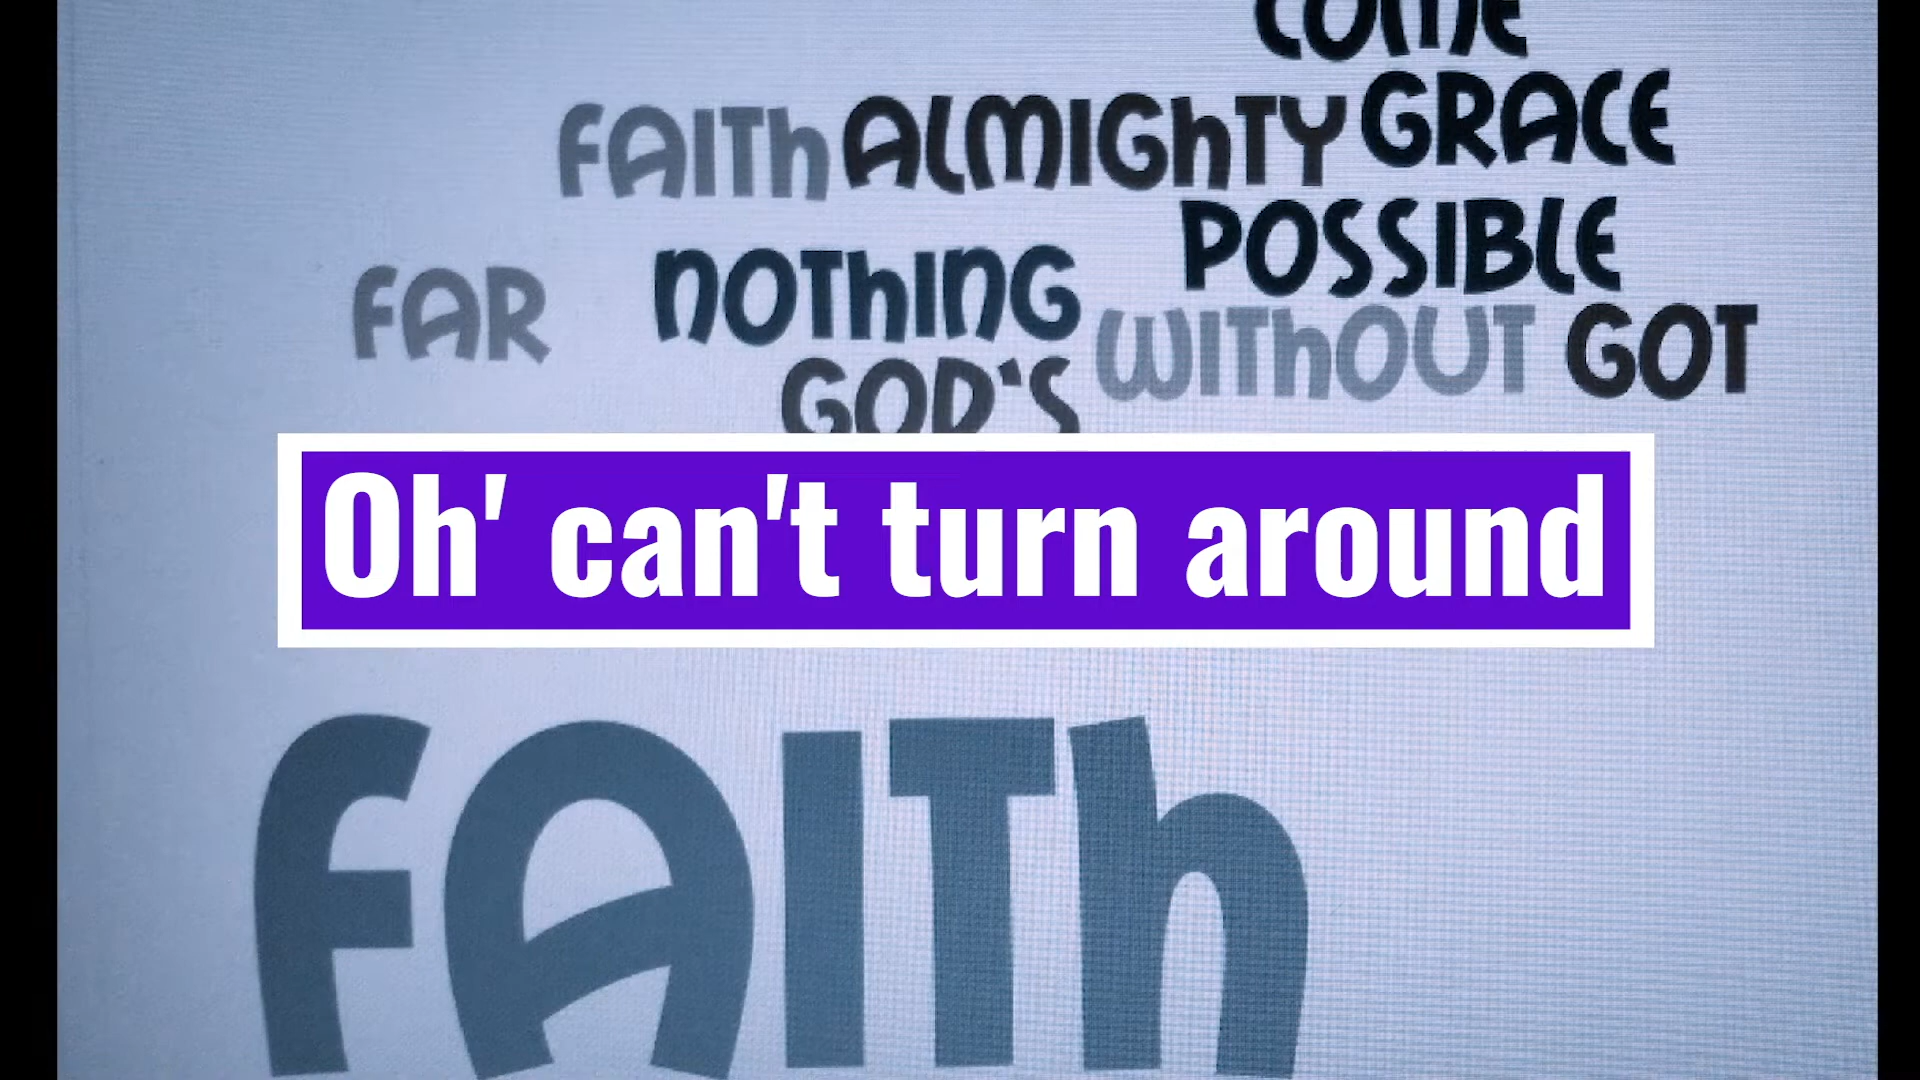 COME
FAITh ALMIGhTY GRACE
POSSIBLE
FAR NOThING
WIThOUT GOT
GOD'S
Oh' can't turn around
FAITh